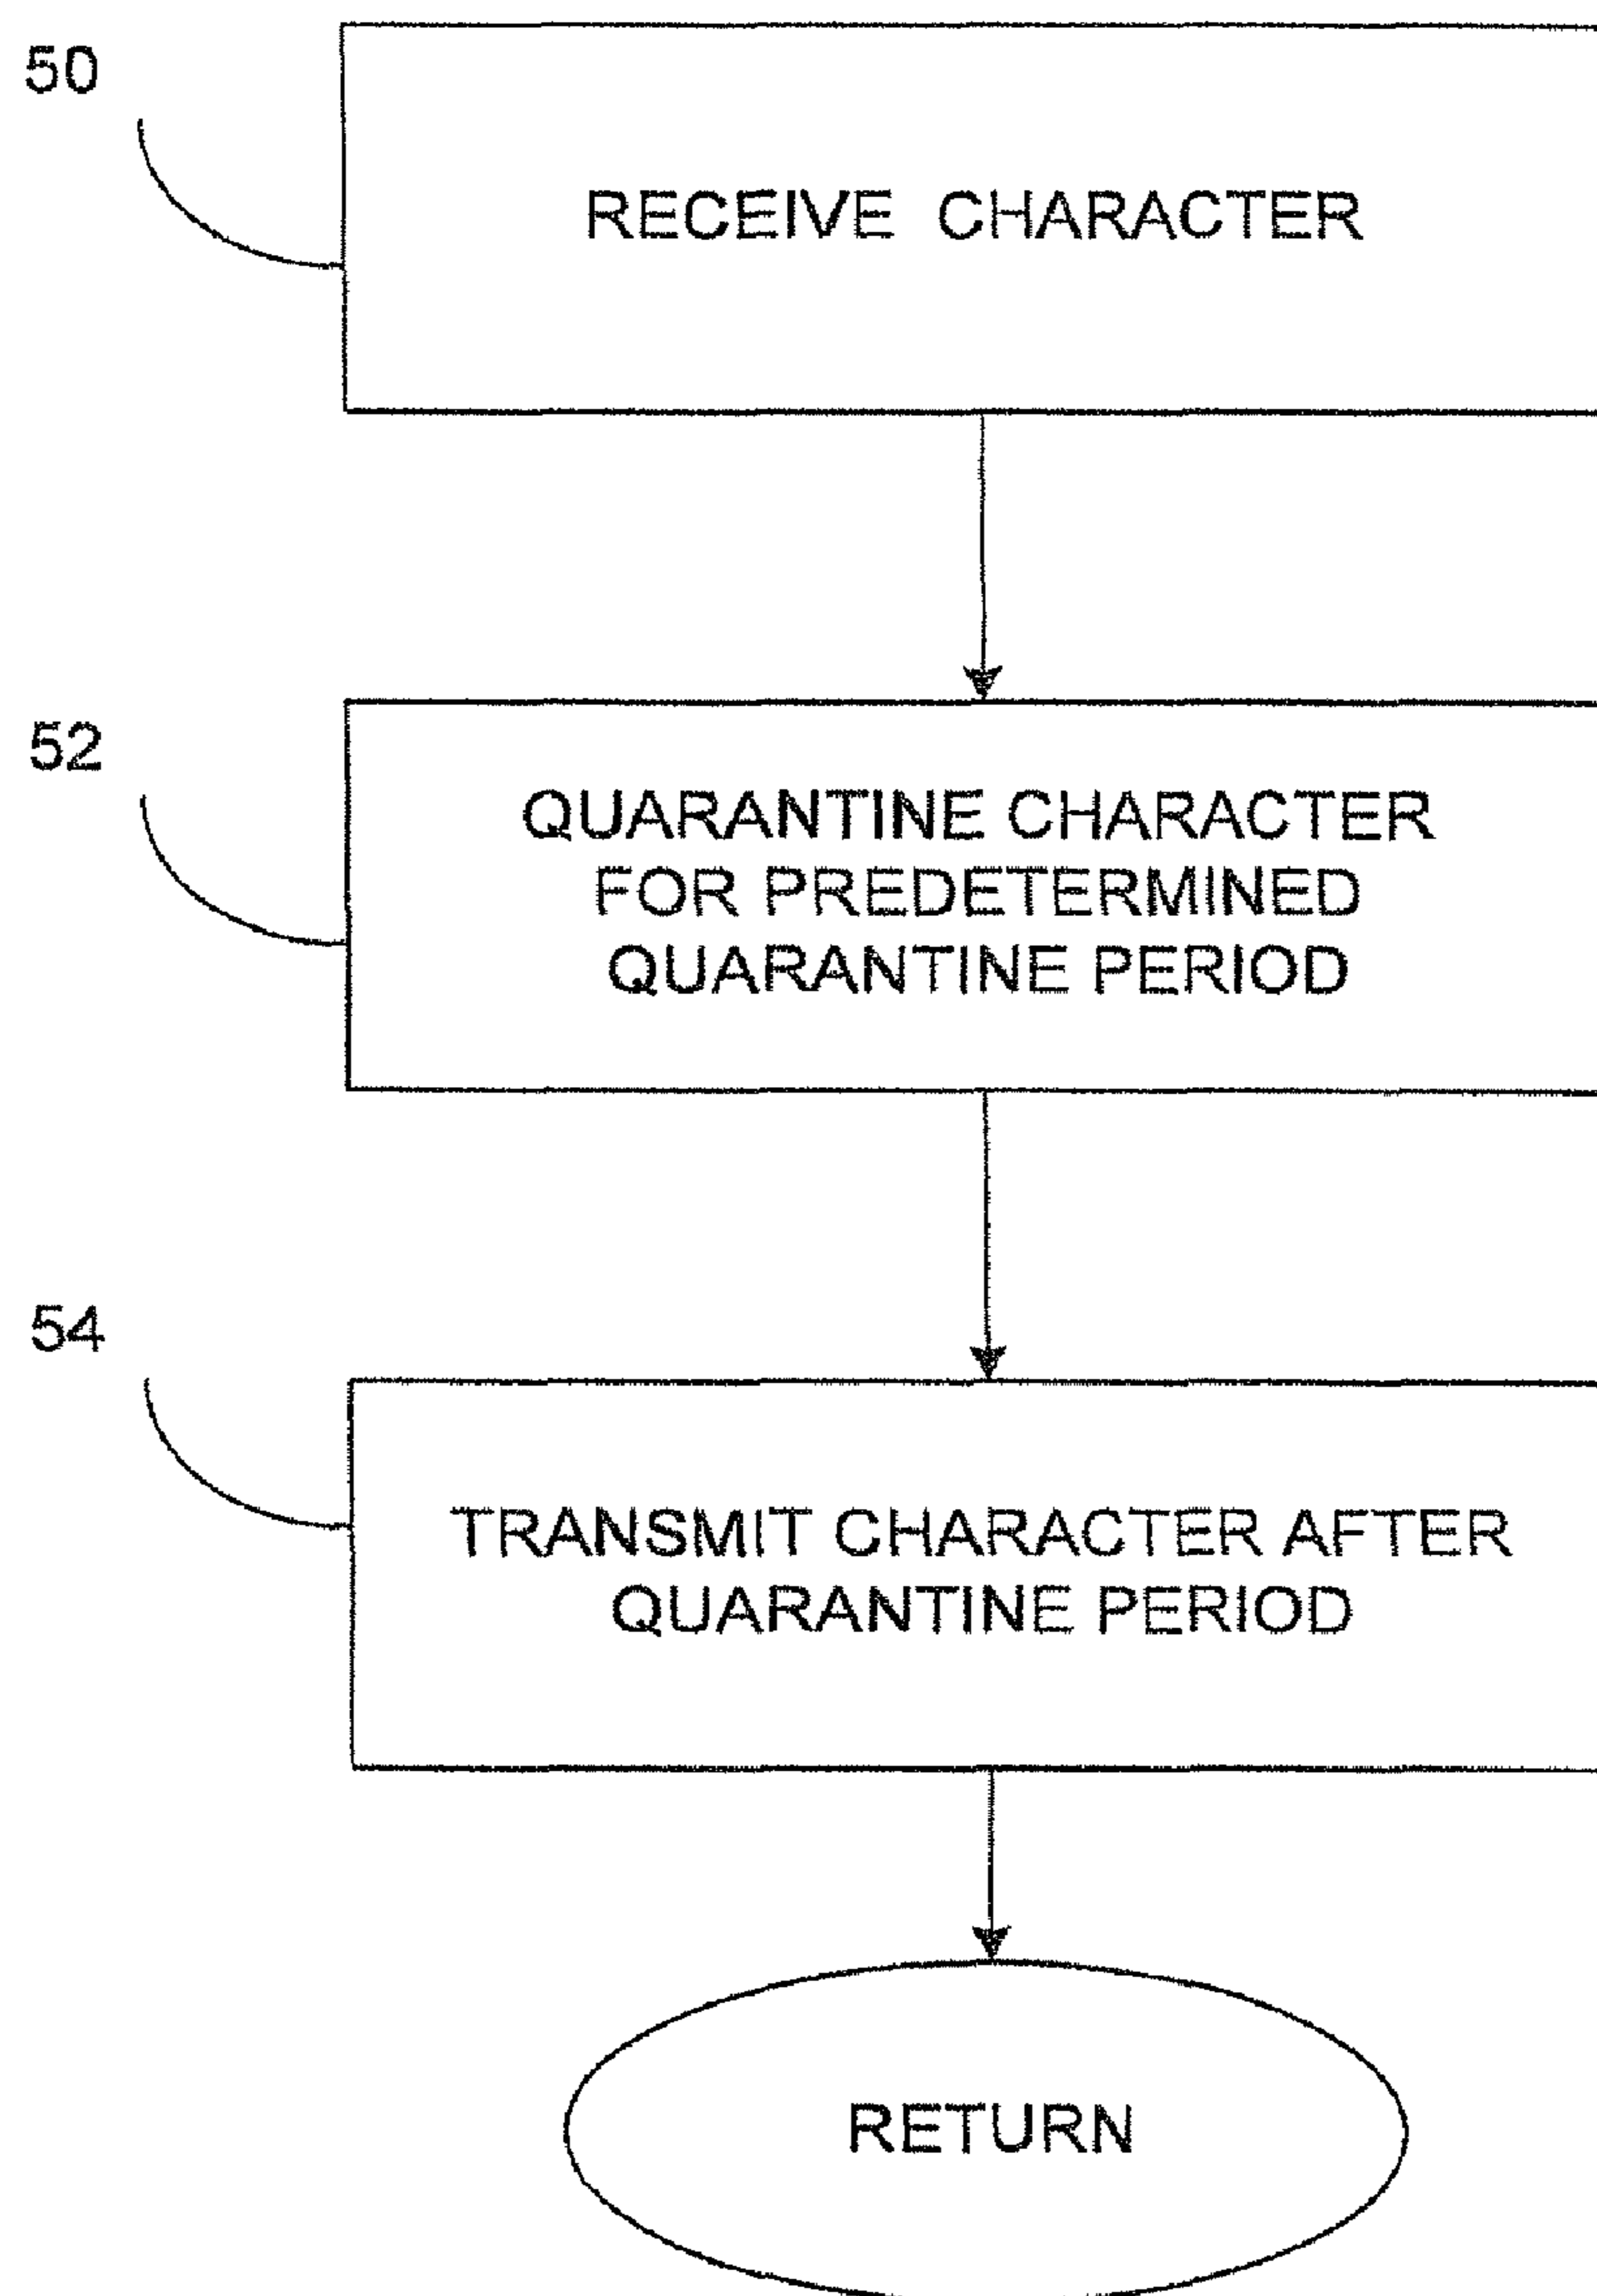 50
RECEIVE CHARACTER
52
QUARANTINE CHARACTER
FOR PREDETERMINED
QUARANTINE PERIOD
54
TRANSMIT CHARACTER AFTER
QUARANTINE PERIOD
RETURN